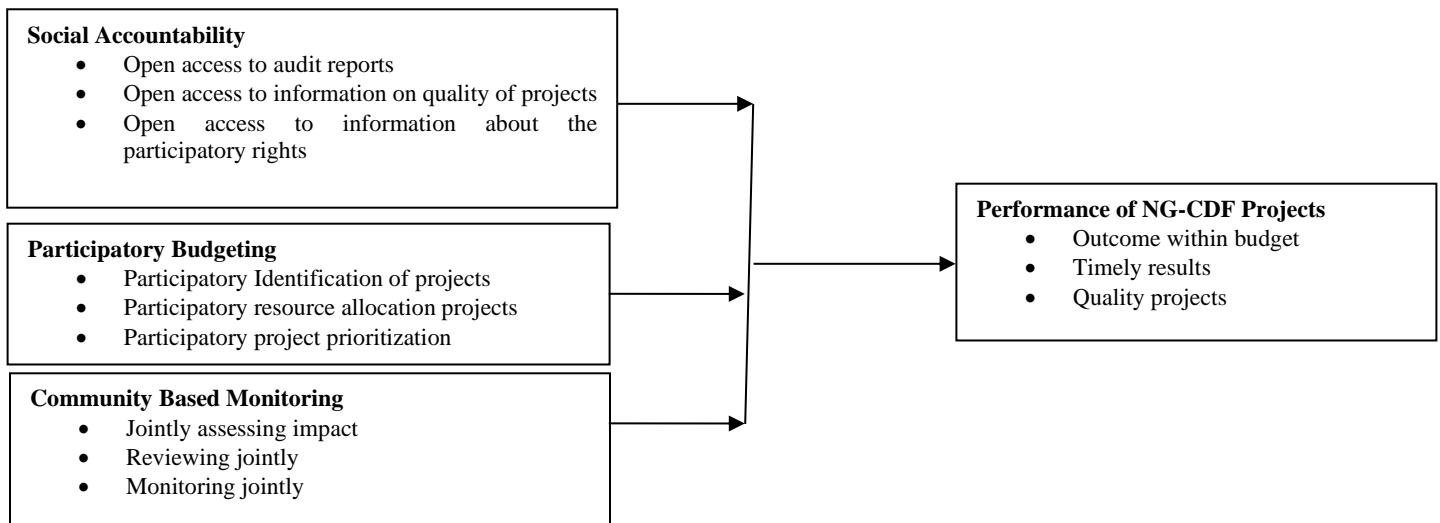 Social Accountability
• Open access to audit reports
• Open access to information on quality of projects
• Open access to information about the
participatory rights
Participatory Budgeting
• Participatory Identification of projects
• Participatory resource allocation projects
• Participatory project prioritization
Community Based Monitoring
• Jointly assessing impact
• Reviewing jointly
• Monitoring jointly
Performance of NG-CDF Projects
• Outcome within budget
• Timely results
• Quality projects